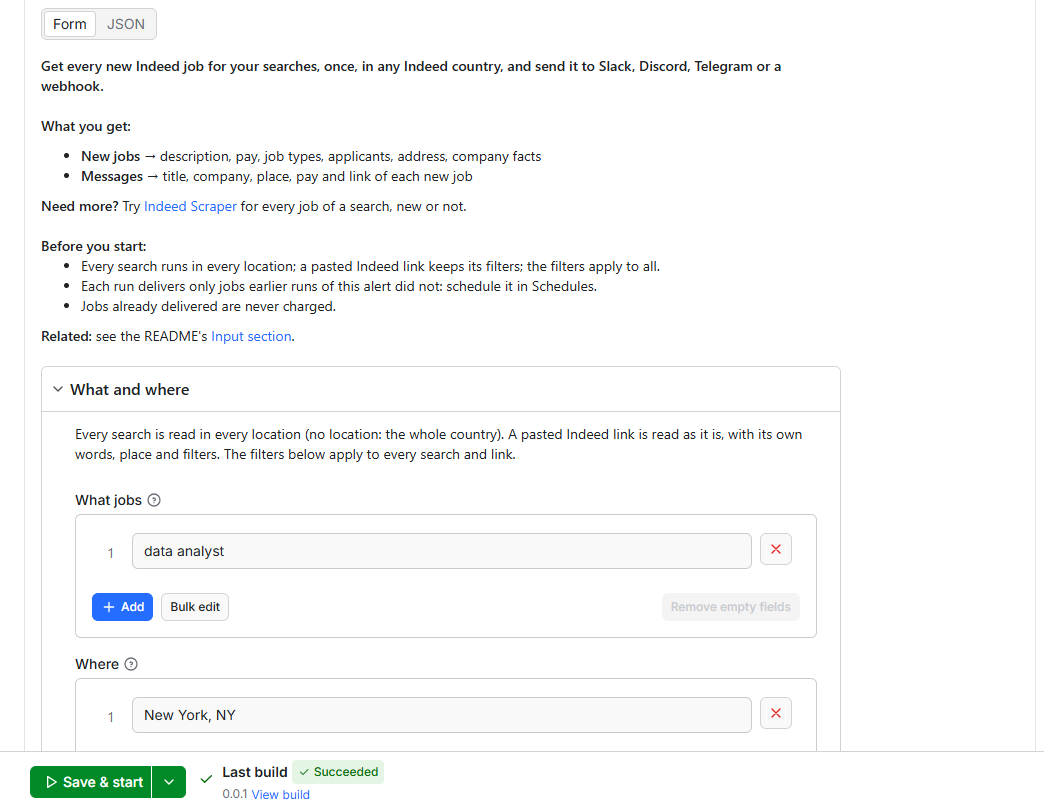 Form JSON
Get every new Indeed job for your searches, once, in any Indeed country, and send it to Slack, Discord, Telegram or a
webhook.
What you get:
New jobs → description, pay, job types, applicants, address, company facts
Messages → title, company, place, pay and link of each new job
Need more? Try Indeed Scraper for every job of a search, new or not.
Before you start:
Every search runs in every location; a pasted Indeed link keeps its filters; the filters apply to all.
Each run delivers only jobs earlier runs of this alert did not: schedule it in Schedules.
Jobs already delivered are never charged.
Related: see the README's Input section.
What and where
Every search is read in every location (no location: the whole country). A pasted Indeed link is read as it is, with its own
words, place and filters. The filters below apply to every search and link.
What jobs
1 data analyst
Add Bulk edit Remove empty fields
Where
1 New York, NY
Save & start Last build Succeeded
0.0.1 View build